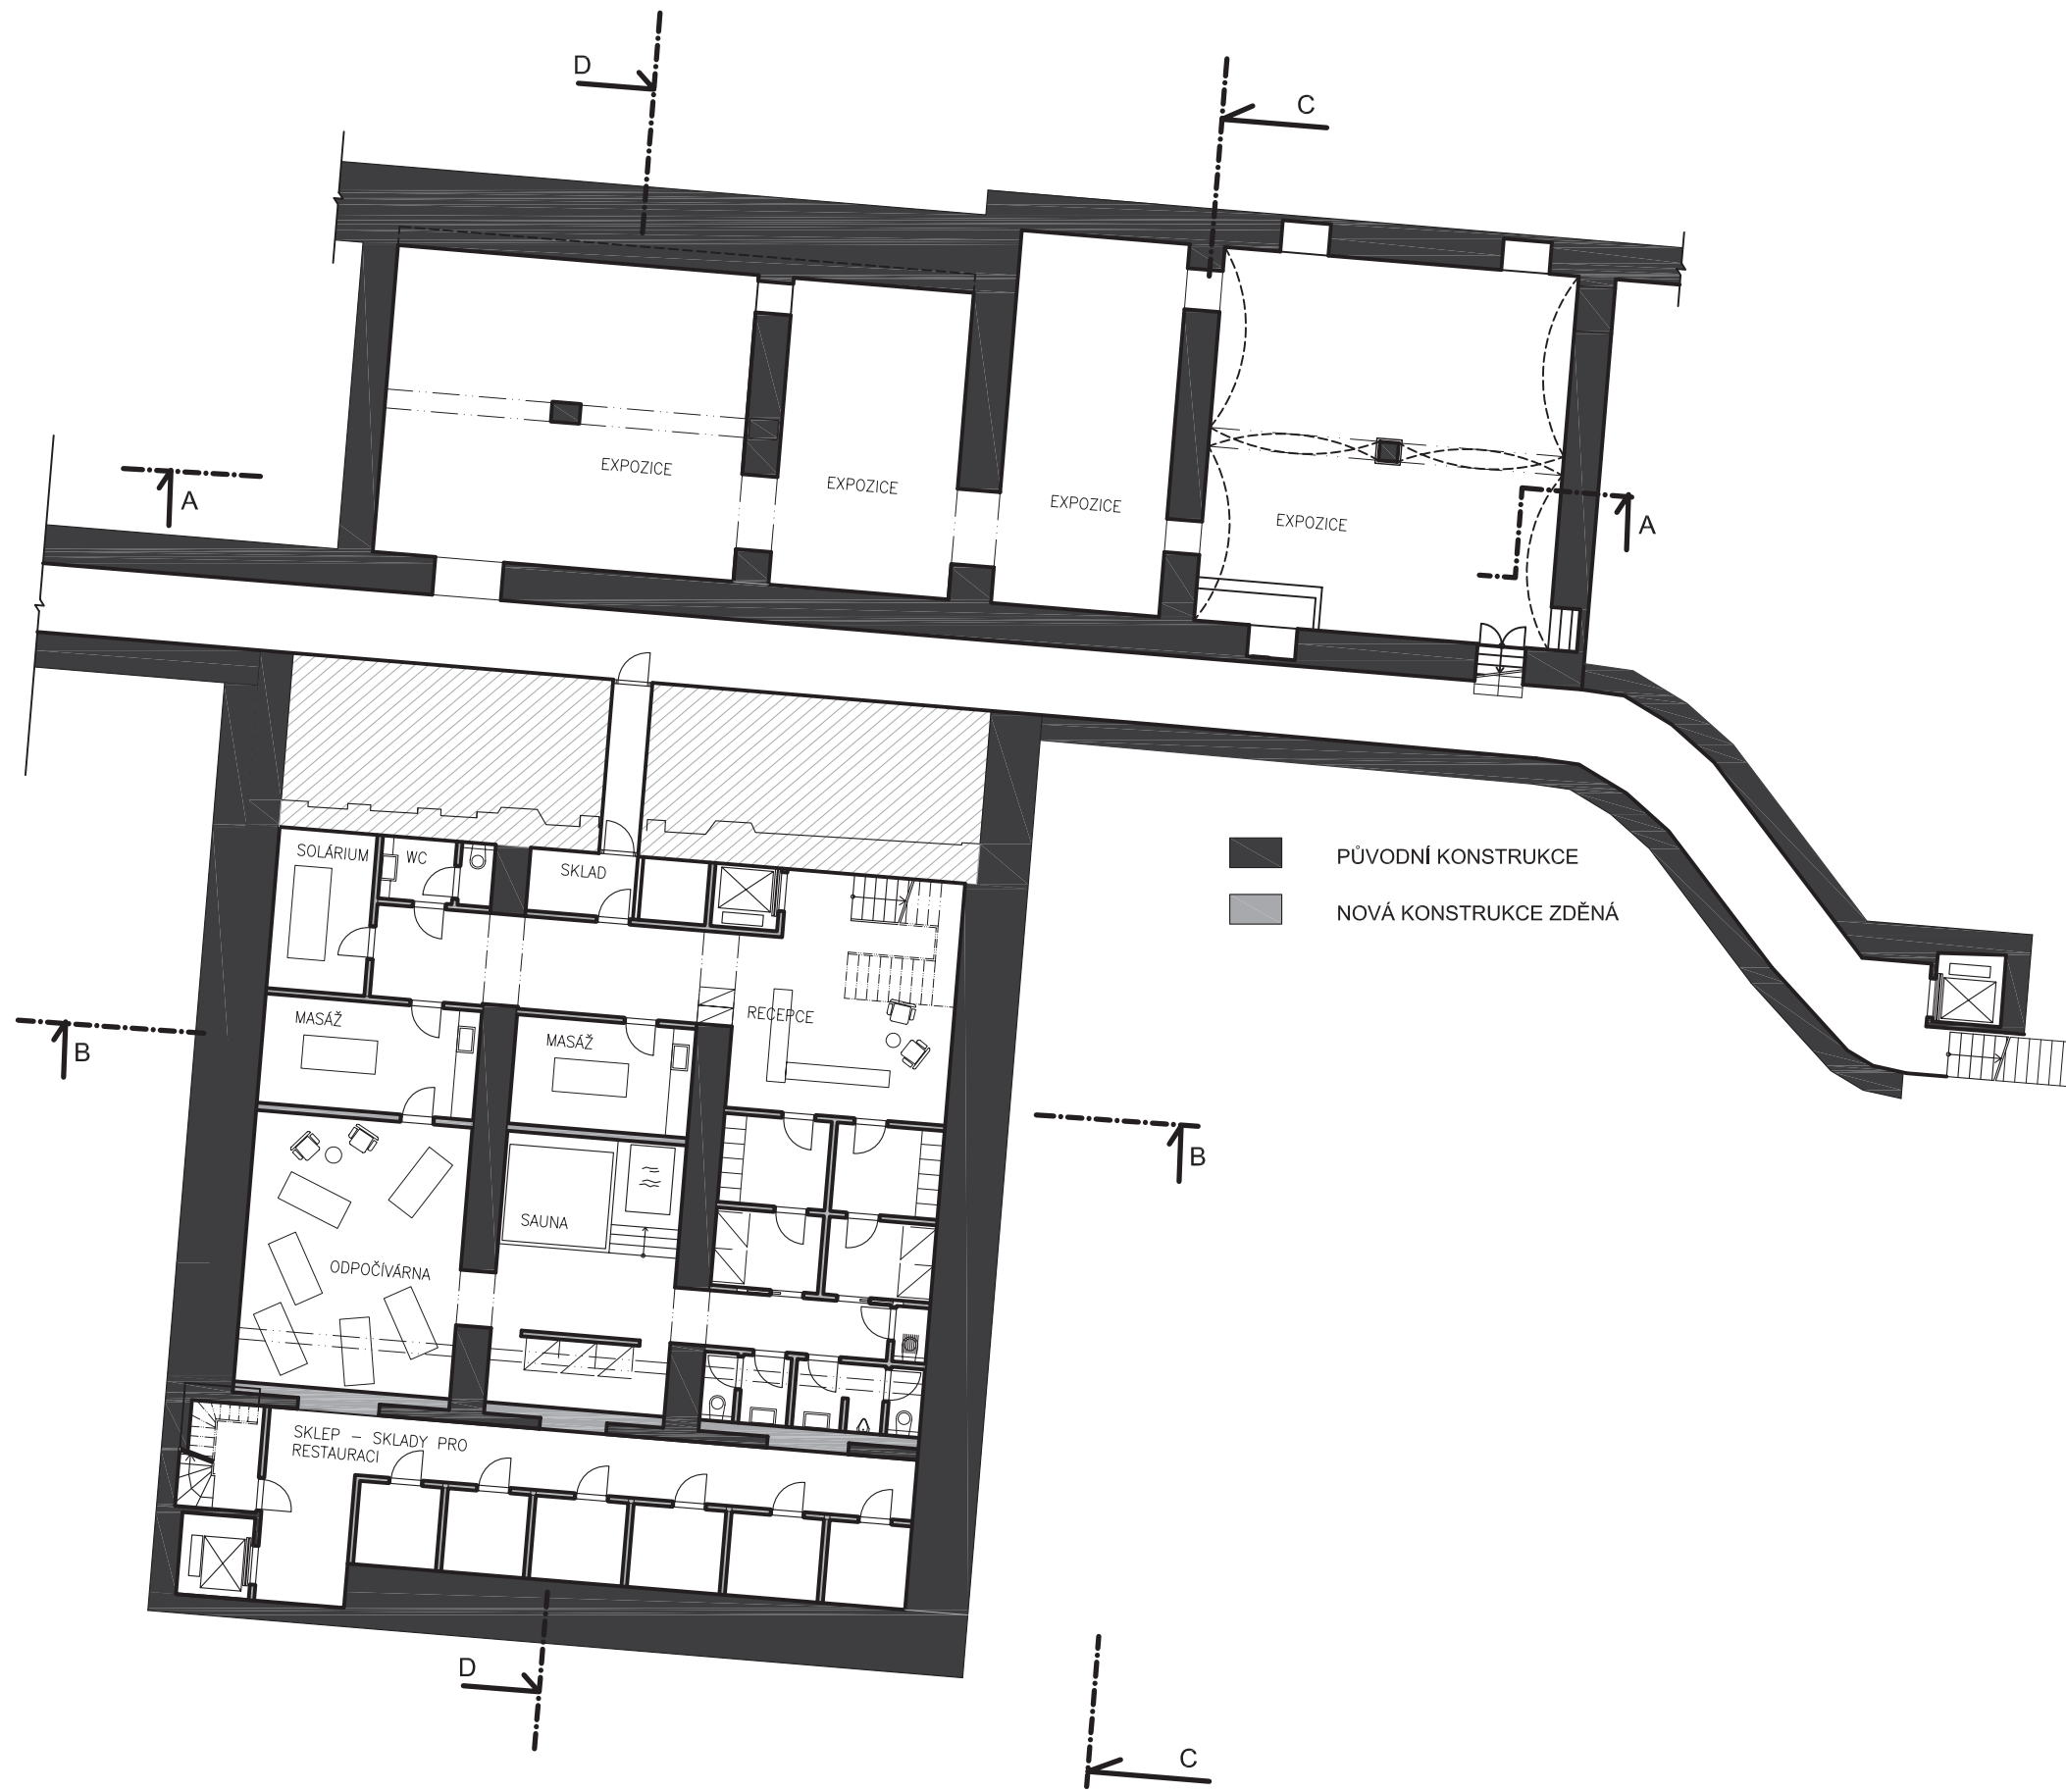 D
C
EXPOZICE
EXPOZICE
EXPOZICE
EXPOZICE
A
A
SOLÁRIUM
WC
SKLAD
PŮVODNÍ KONSTRUKCE
NOVÁ KONSTRUKCE ZDĚNÁ
MASÁŽ
MASÁŽ
RECEPCE
B
B
SAUNA
ODPOČÍVÁRNA
SKLEP – SKLADY PRO
RESTAURACI
D
C